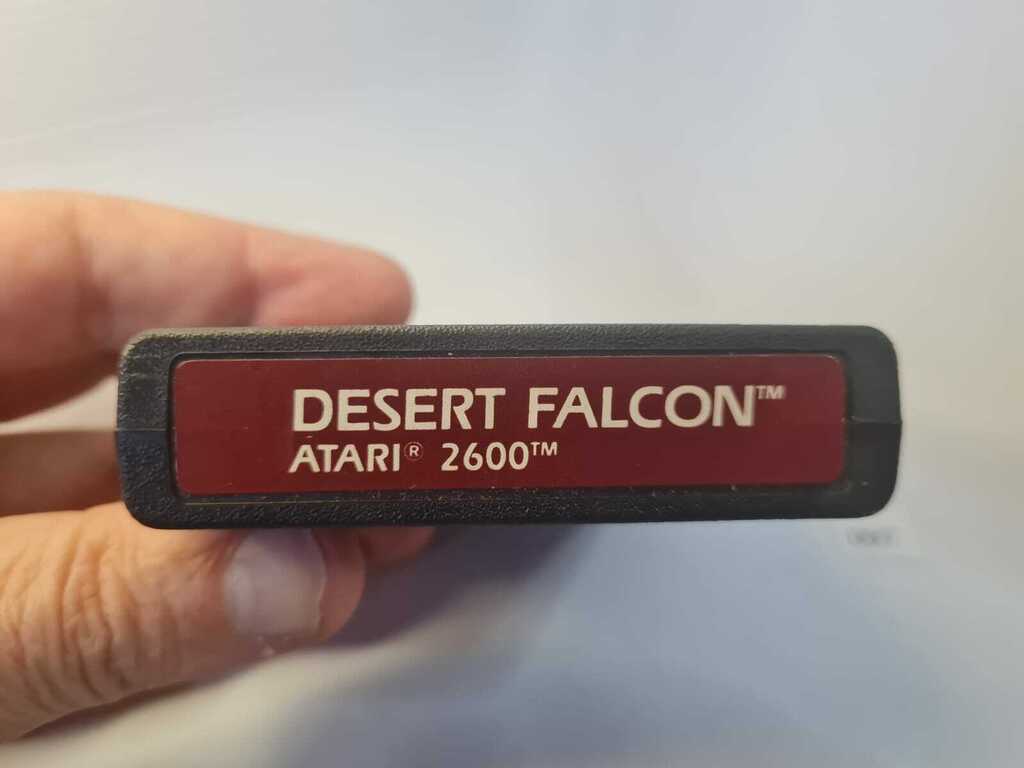 DESERT FALCON™
ATARI® 2600™